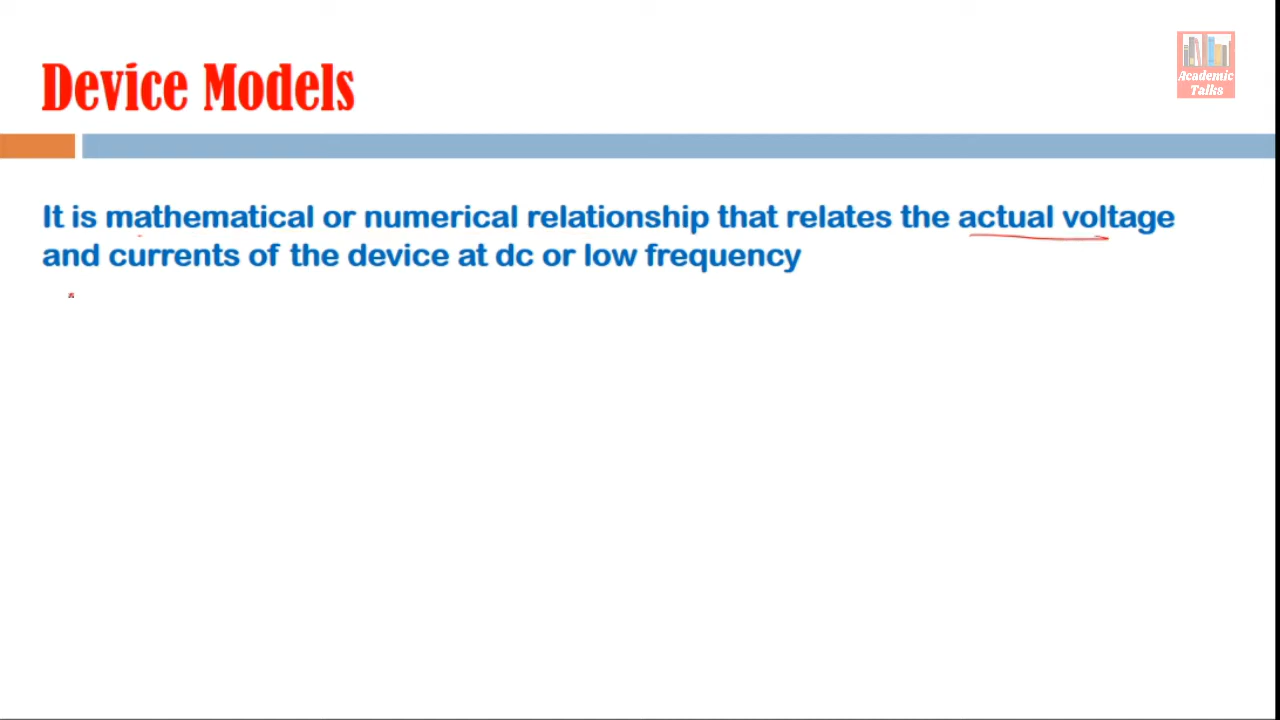 Device Models
Academic
Talks
It is mathematical or numerical relationship that relates the actual voltage
and currents of the device at dc or low frequency